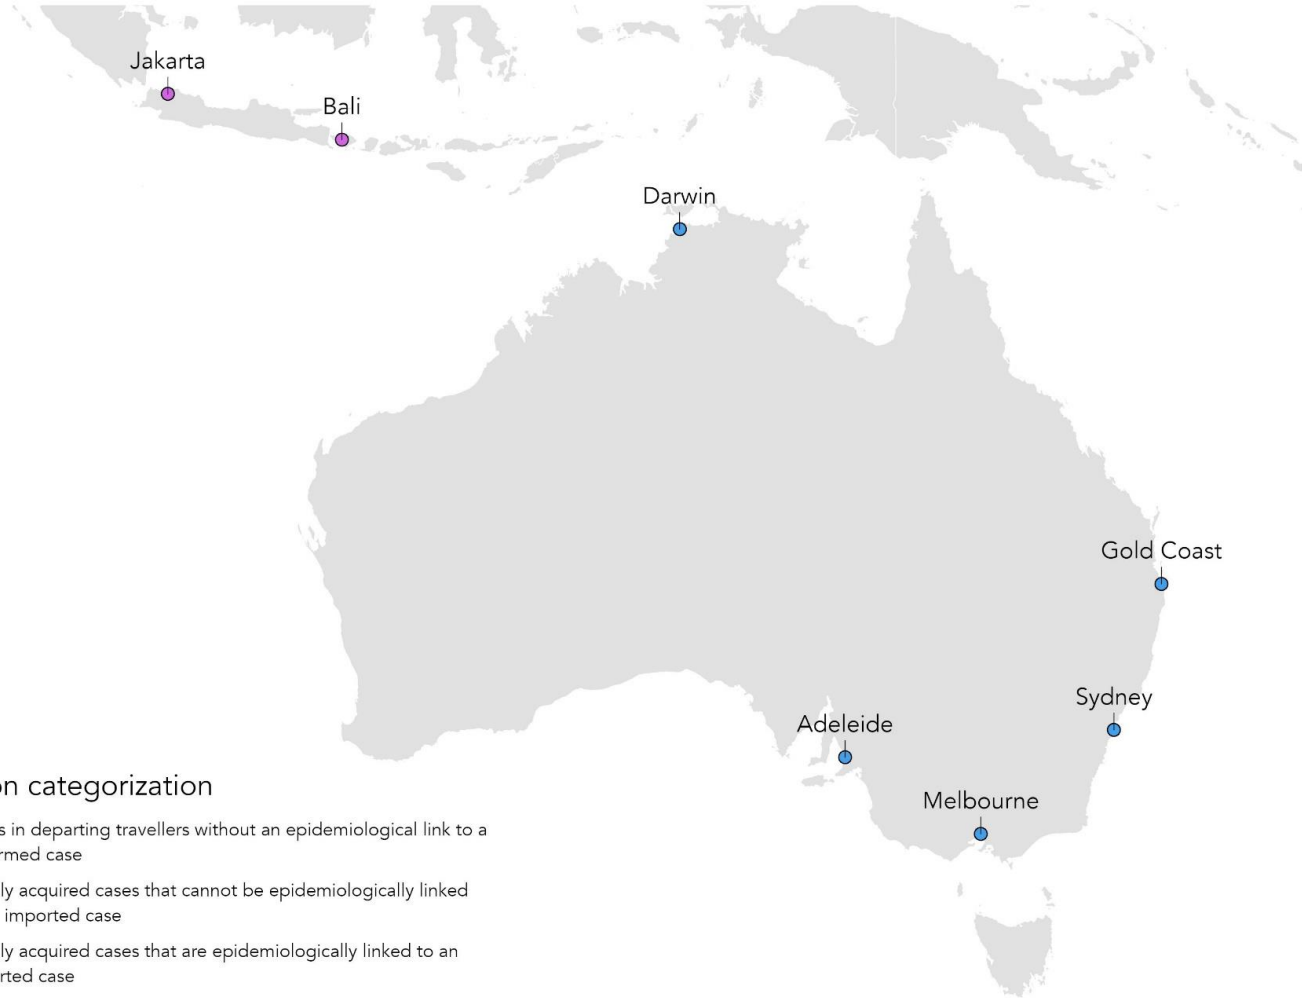 Jakarta
Bali
Darwin
Gold Coast
Sydney
Adeleide
Melbourne
on categorization
s in departing travellers without an epidemiological link to a
rmed case
ly acquired cases that cannot be epidemiologically linked
imported case
ly acquired cases that are epidemiologically linked to an
rted case